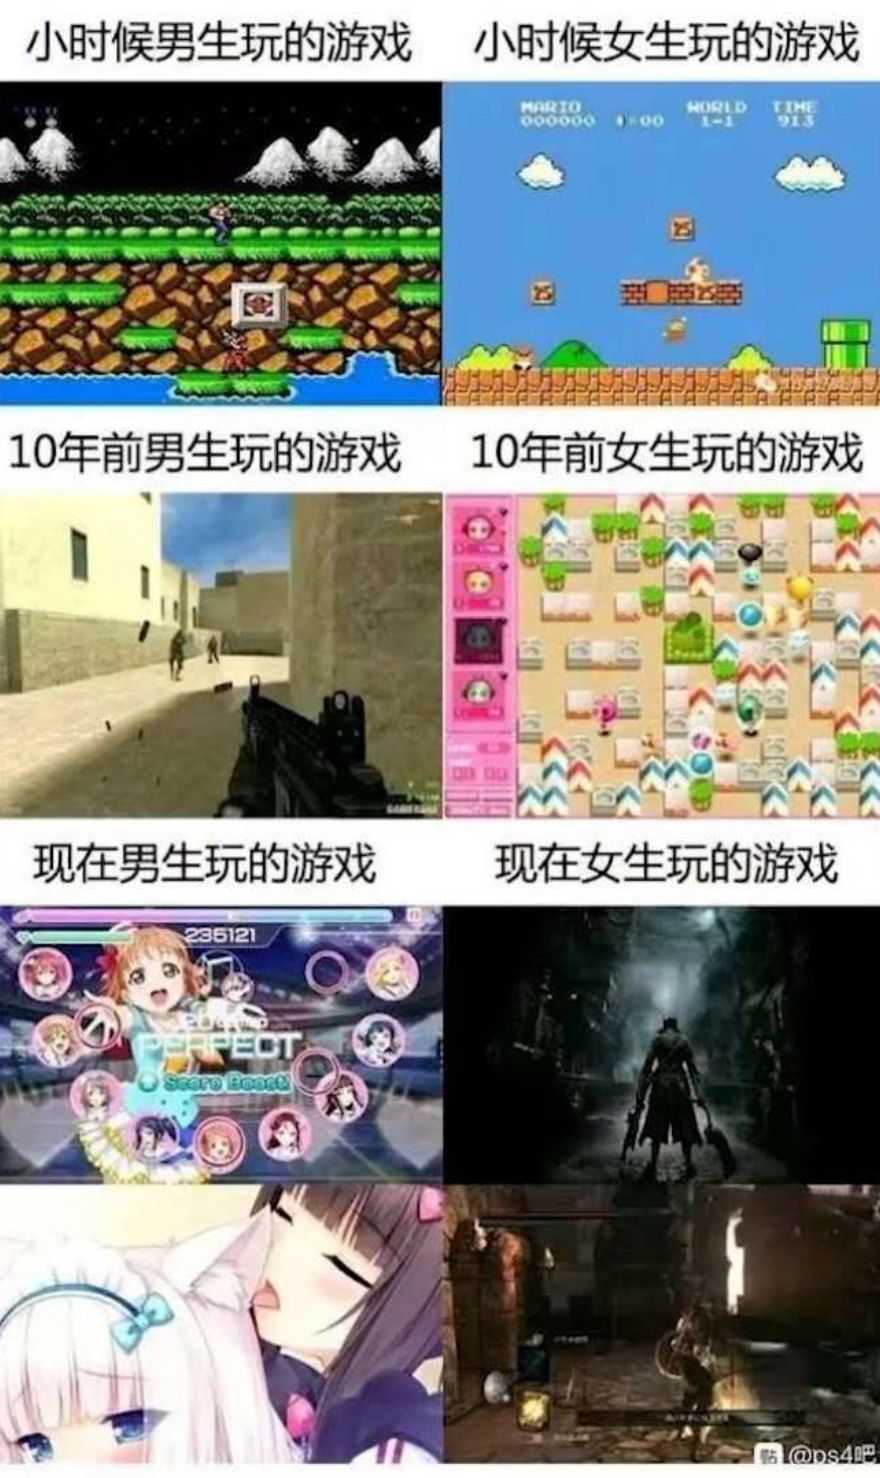 小时候男生玩的游戏
小时候女生玩的游戏
MARIO
WORLD
TIME
000000
×00
1-1
913
10年前男生玩的游戏
10年前女生玩的游戏
现在男生玩的游戏
现在女生玩的游戏
235121
PERFECT
Score Boost!
@ps4吧